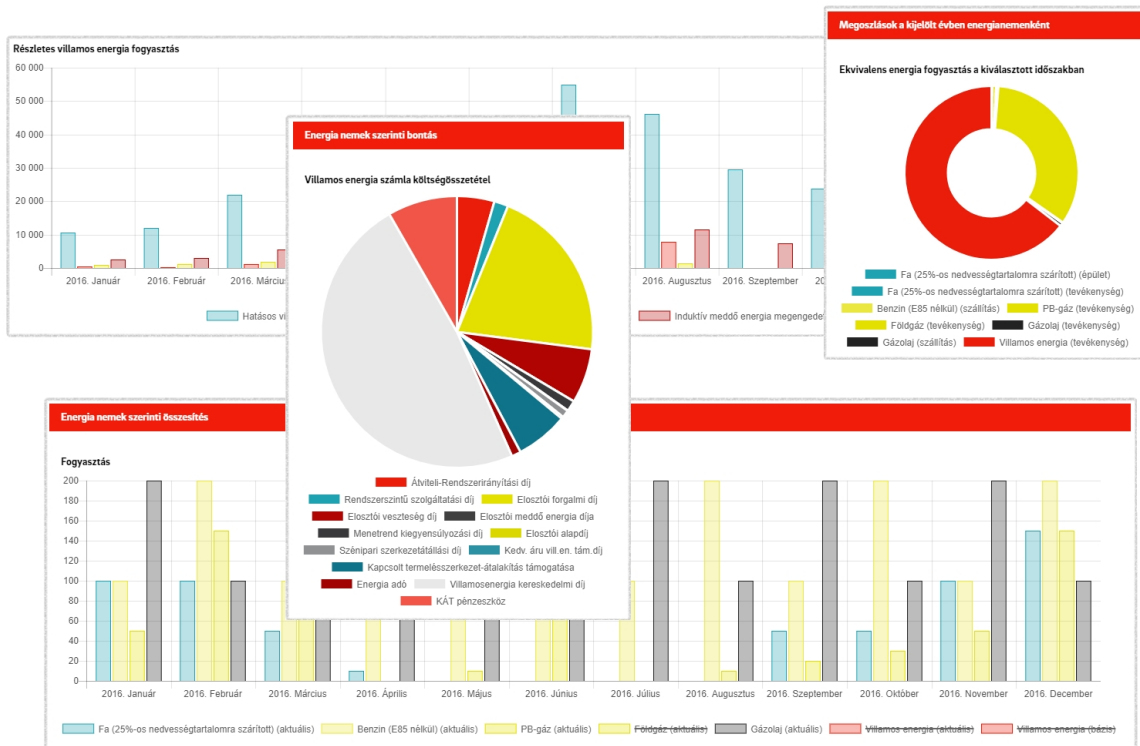 Részletes villamos energia fogyasztás
60 000
50 000
40 000
30 000
20 000
10 000
0
2016. Január
2016. Február
2016. Március
2016. Augusztus
2016. Szeptember
Hatásos
Induktív meddő energia
Energia nemek szerinti bontás
Villamos energia számla költségösszetétel
Átviteli-Rendszerirányítási díj
Rendszerszintű szolgáltatási díj
Elosztói forgalmi díj
Elosztói veszteség díj
Elosztói meddő energia díja
Menetrend kiegyensúlyozási díj
Elosztói alapdíj
Szénipari szerkezetátállási díj
Kedv. áru vill.en. tám.díj
Kapcsolt termelésszerkezet-átalakítás támogatása
Energia adó
Villamosenergia kereskedelmi díj
KÁT pénzeszköz
Megoszlások a kijelölt évben energianemenként
Ekvivalens energia fogyasztás a kiválasztott időszakban
Fa (25%-os nedvességtartalomra szárított) (épület)
Fa (25%-os nedvességtartalomra szárított) (tevékenység)
Benzin (E85 nélkül) (szállítás)
PB-gáz (tevékenység)
Földgáz (tevékenység)
Gázolaj (tevékenység)
Gázolaj (szállítás)
Villamos energia (tevékenység)
Energia nemek szerinti összesítés
Fogyasztás
200
180
160
140
120
100
80
60
40
20
0
2016. Január
2016. Február
2016. Március
2016. Április
2016. Május
2016. Június
2016. Július
2016. Augusztus
2016. Szeptember
2016. Október
2016. November
2016. December
Fa (25%-os nedvességtartalomra szárított) (aktuális)
Benzin (E85 nélkül) (aktuális)
PB-gáz (aktuális)
Földgáz (aktuális)
Gázolaj (aktuális)
Villamos energia (aktuális)
Villamos energia (bázis)